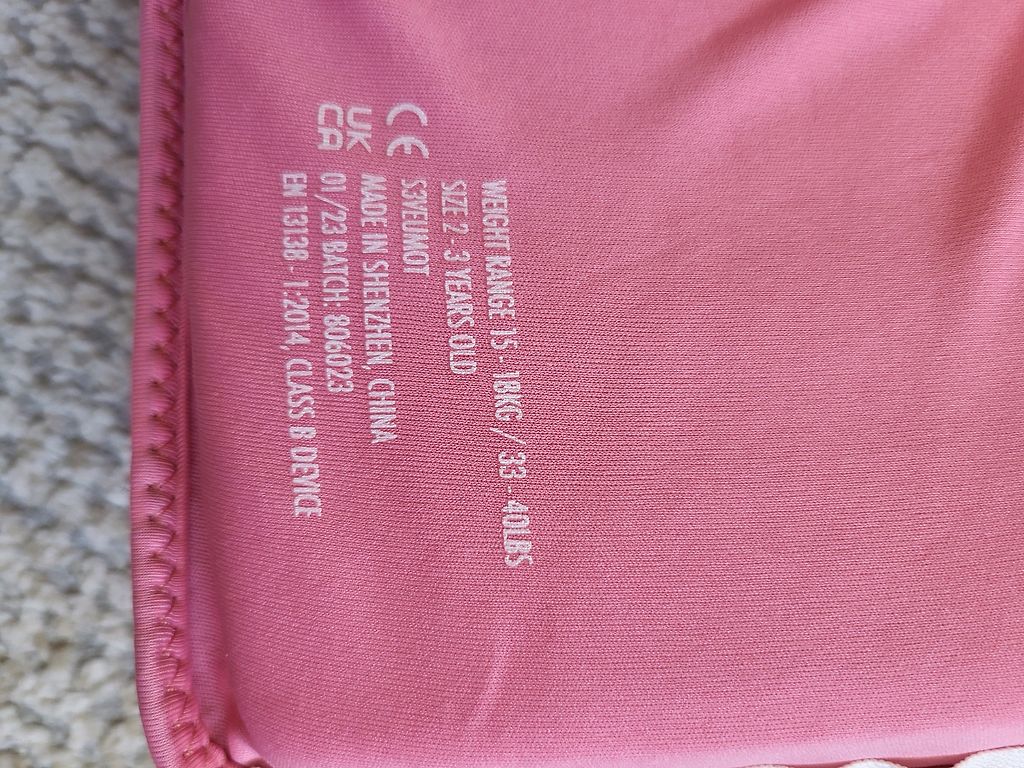 WEIGHT RANGE 15 - 18KG / 33 - 40LBS
SIZE 2 - 3 YEARS OLD
CE S3YEUMOT
UK MADE IN SHENZHEN, CHINA
CA 01/23 BATCH: 806023
EN 13138 - 1:2014, CLASS B DEVICE